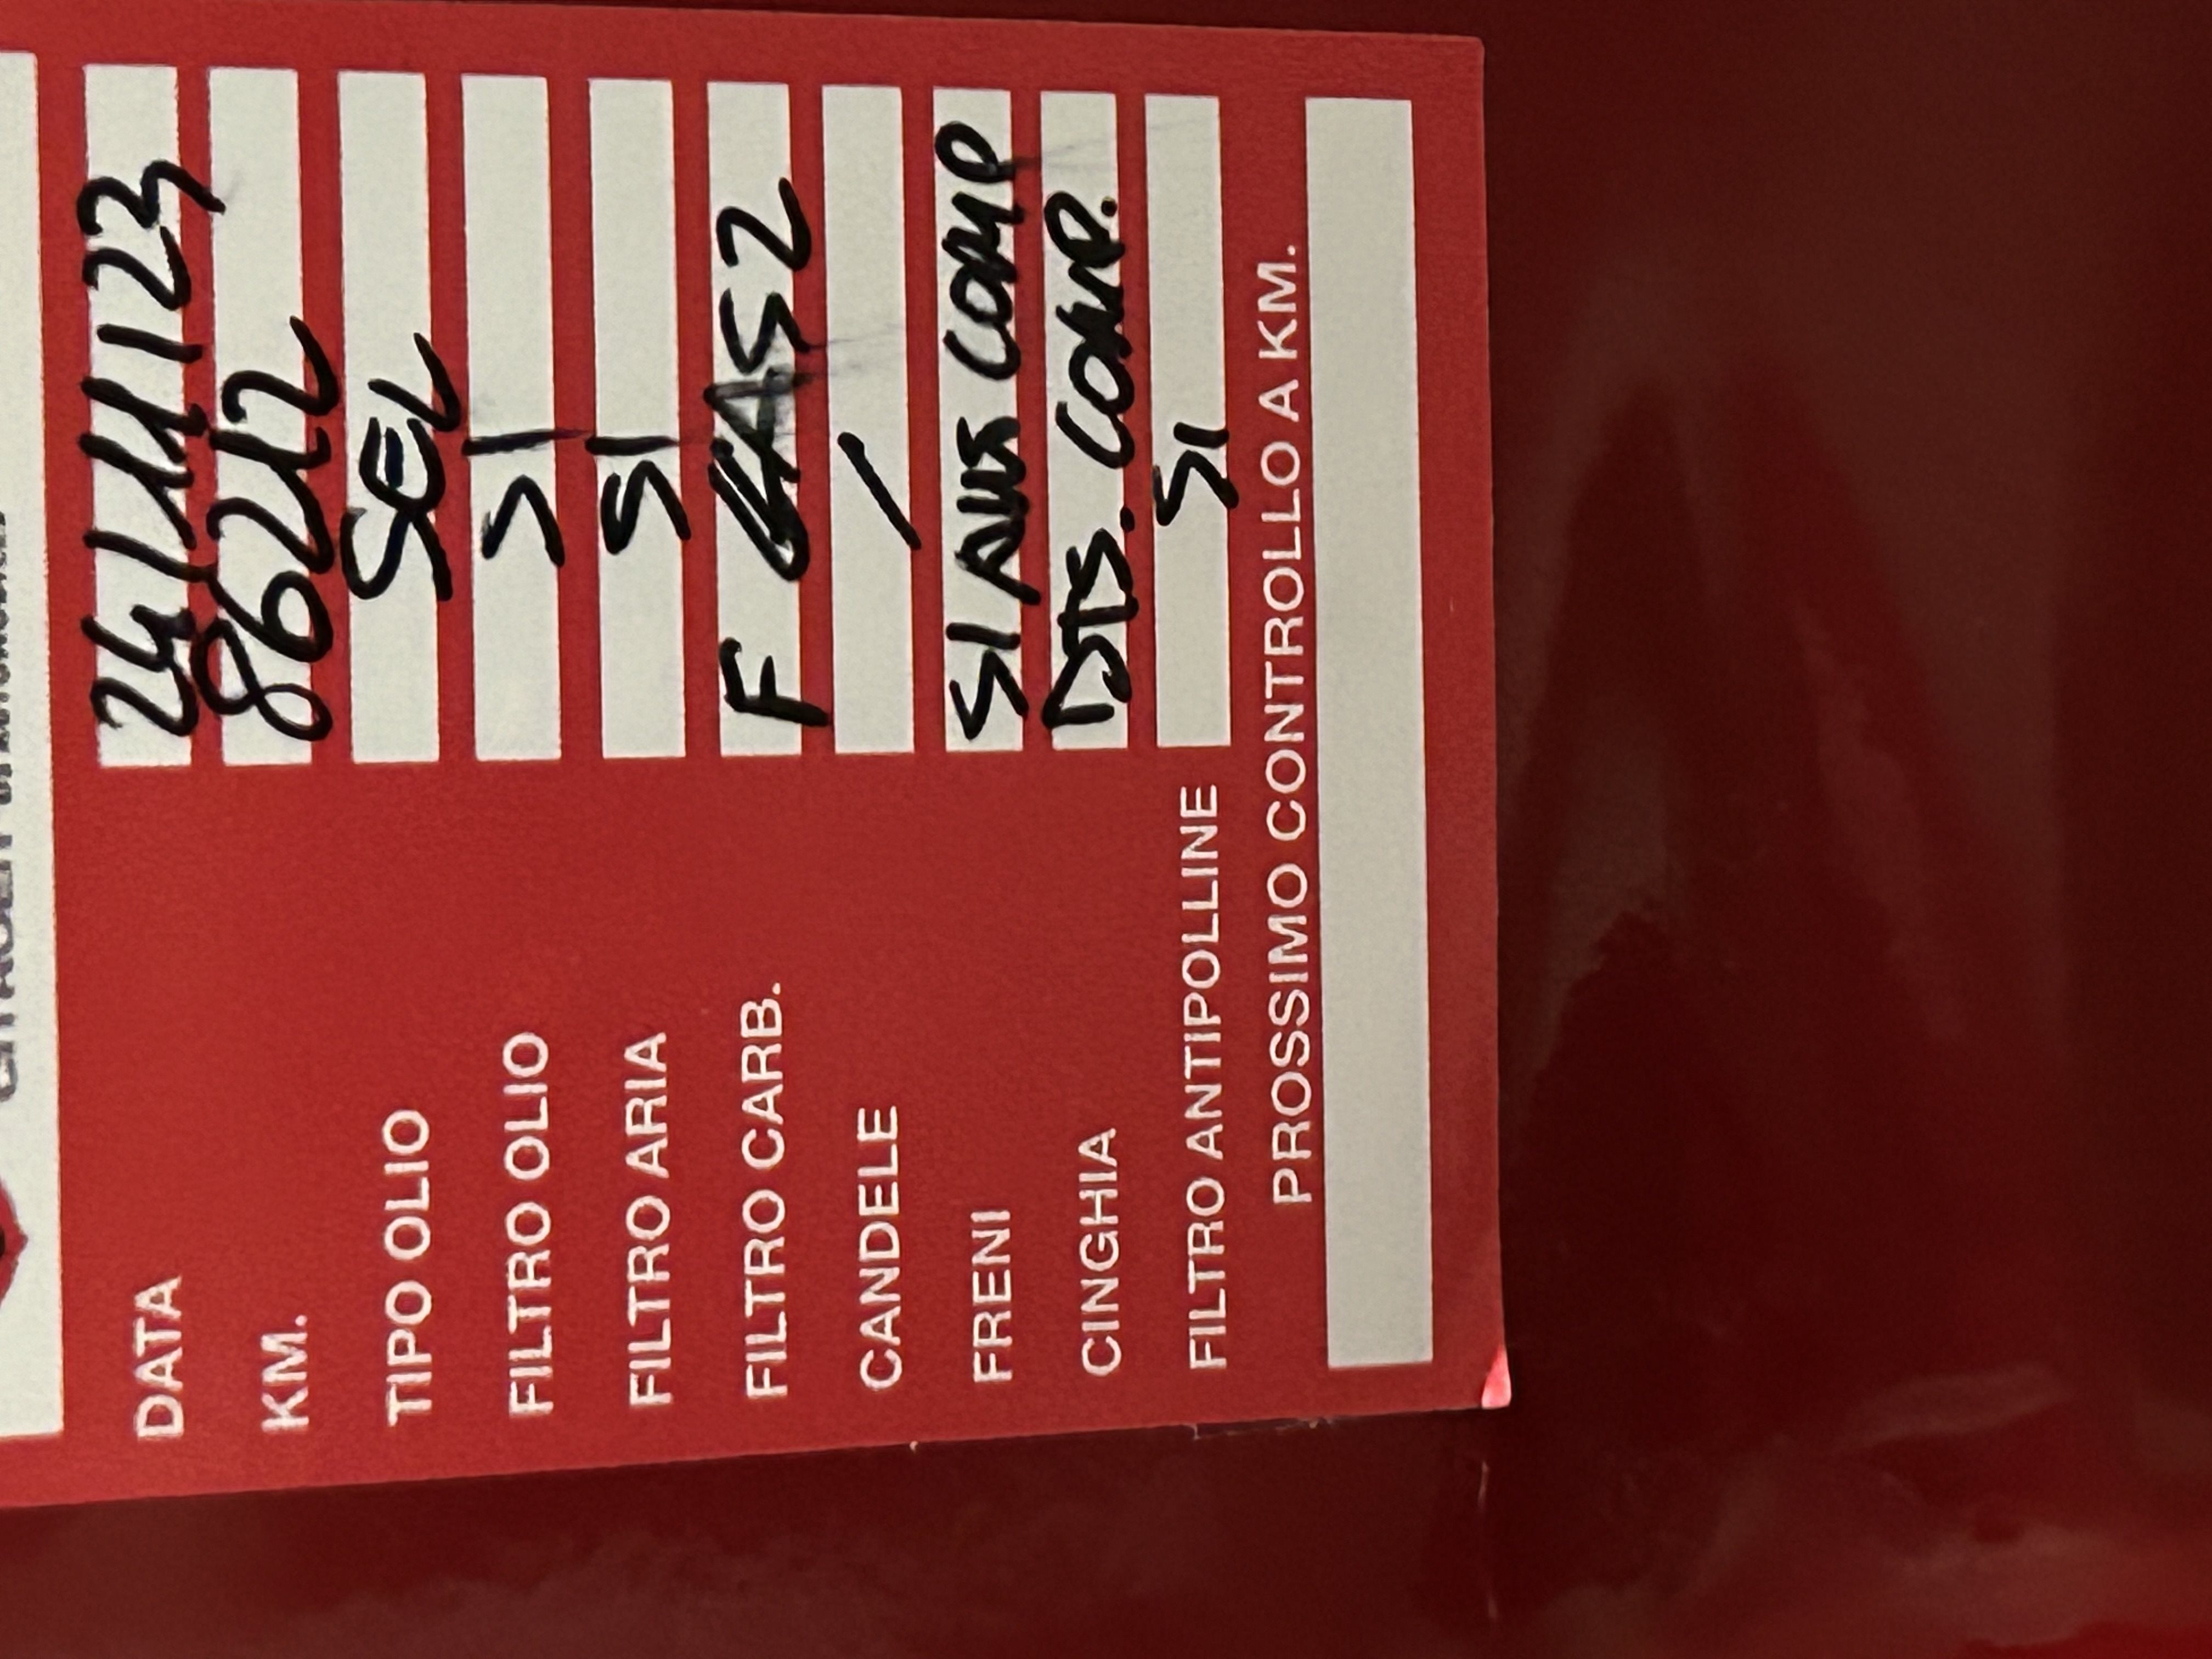 DATA 24/11/23
KM. 86212
TIPO OLIO SEL
FILTRO OLIO SI
FILTRO ARIA SI
FILTRO CARB. F GAS 2
CANDELE /
FRENI SI COMP
CINGHIA DIS. COMP.
FILTRO ANTIPOLLINE SI
PROSSIMO CONTROLLO A KM.